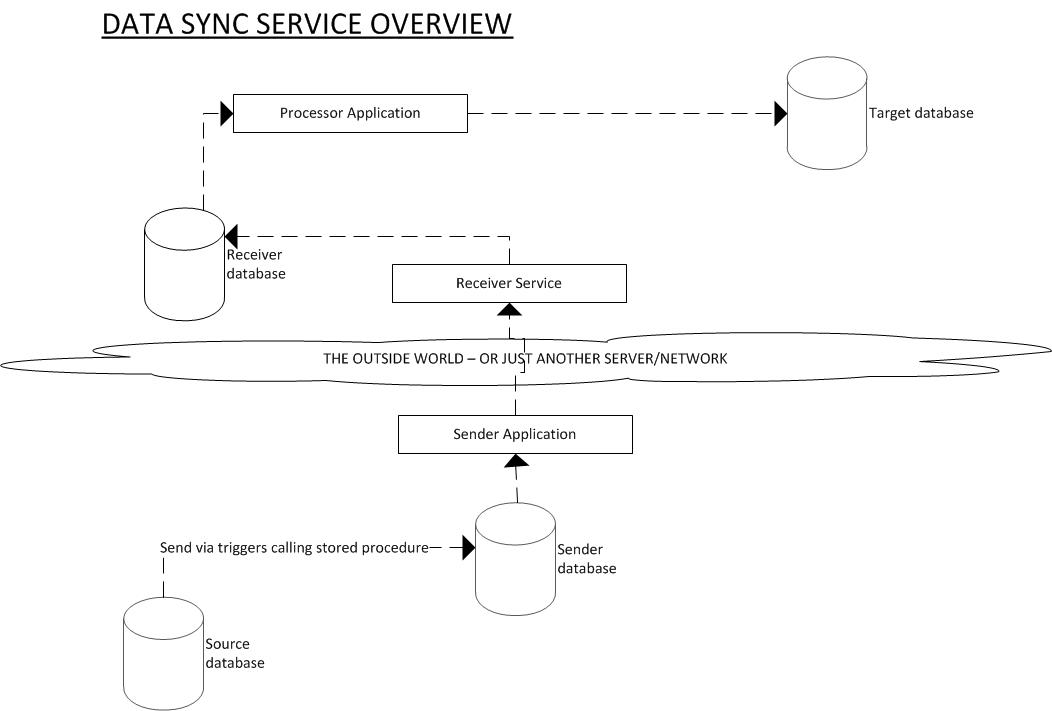 DATA SYNC SERVICE OVERVIEW
Processor Application
Target database
Receiver
database
Receiver Service
THE OUTSIDE WORLD – OR JUST ANOTHER SERVER/NETWORK
Sender Application
Send via triggers calling stored procedure
Sender
database
Source
database